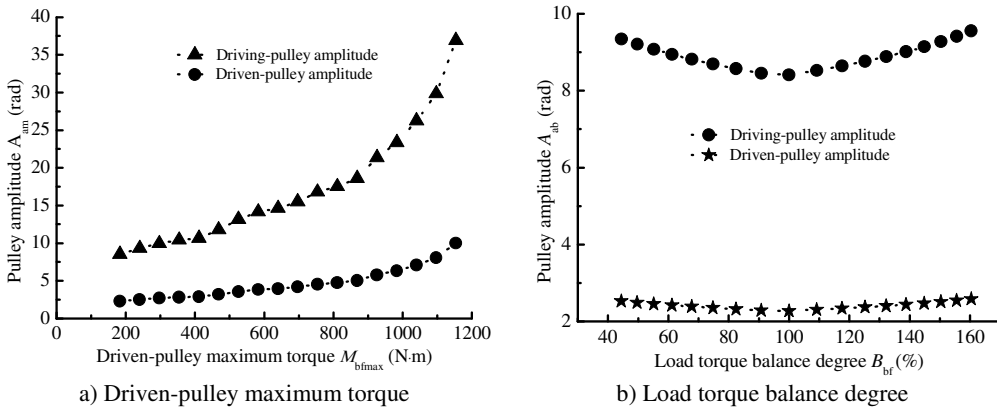 40
35
30
25
20
15
10
5
0
Pulley amplitude A_am (rad)
Driving-pulley amplitude
Driven-pulley amplitude
0 200 400 600 800 1000 1200
Driven-pulley maximum torque M_bfmax (N·m)
a) Driven-pulley maximum torque
10
8
6
4
2
Pulley amplitude A_ab (rad)
Driving-pulley amplitude
Driven-pulley amplitude
40 60 80 100 120 140 160
Load torque balance degree B_bf (%)
b) Load torque balance degree